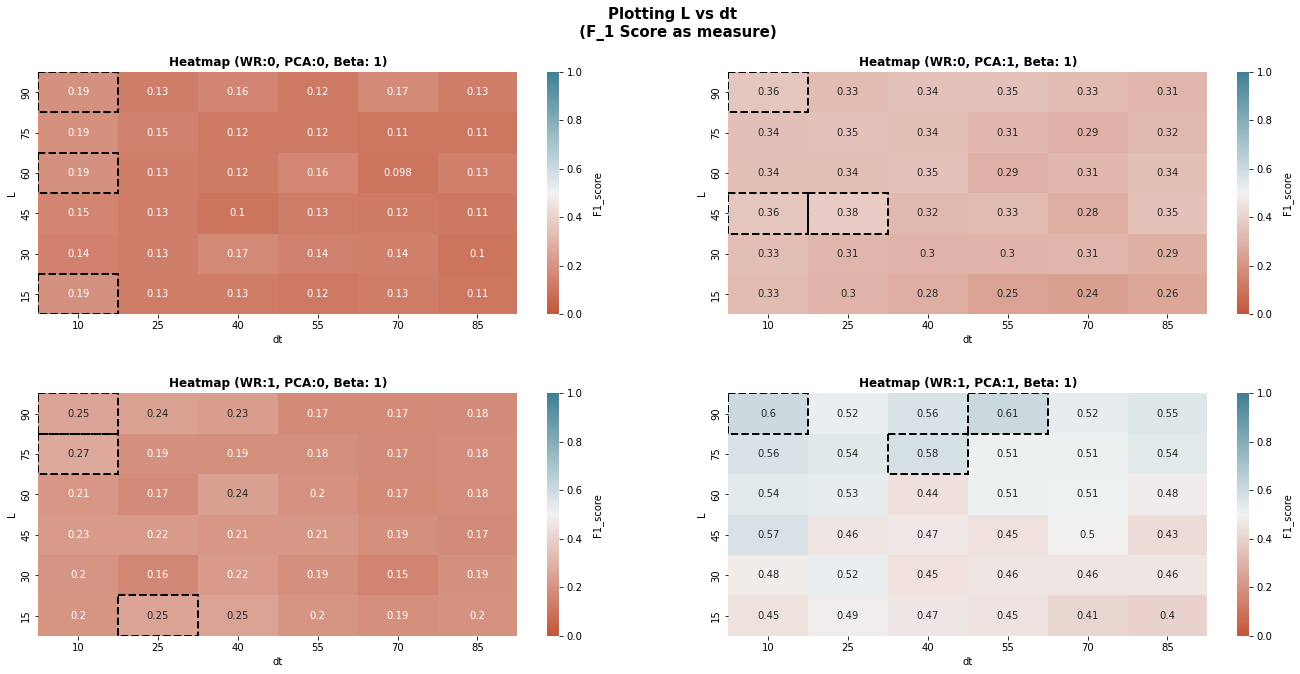 Plotting L vs dt
(F_1 Score as measure)
Heatmap (WR:0, PCA:0, Beta: 1)
90 0.19 0.13 0.16 0.12 0.17 0.13
75 0.19 0.15 0.12 0.12 0.11 0.11
60 0.19 0.13 0.12 0.16 0.098 0.13
45 0.15 0.13 0.1 0.13 0.12 0.11
30 0.14 0.13 0.17 0.14 0.14 0.1
15 0.19 0.13 0.13 0.12 0.13 0.11
10 25 40 55 70 85
L
dt
1.0
0.8
0.6
0.4
0.2
0.0
F1_score
Heatmap (WR:0, PCA:1, Beta: 1)
90 0.36 0.33 0.34 0.35 0.33 0.31
75 0.34 0.35 0.34 0.31 0.29 0.32
60 0.34 0.34 0.35 0.29 0.31 0.34
45 0.36 0.38 0.32 0.33 0.28 0.35
30 0.33 0.31 0.3 0.3 0.31 0.29
15 0.33 0.3 0.28 0.25 0.24 0.26
10 25 40 55 70 85
L
dt
1.0
0.8
0.6
0.4
0.2
0.0
F1_score
Heatmap (WR:1, PCA:0, Beta: 1)
90 0.25 0.24 0.23 0.17 0.17 0.18
75 0.27 0.19 0.19 0.18 0.17 0.18
60 0.21 0.17 0.24 0.2 0.17 0.18
45 0.23 0.22 0.21 0.21 0.19 0.17
30 0.2 0.16 0.22 0.19 0.15 0.19
15 0.2 0.25 0.25 0.2 0.19 0.2
10 25 40 55 70 85
L
dt
1.0
0.8
0.6
0.4
0.2
0.0
F1_score
Heatmap (WR:1, PCA:1, Beta: 1)
90 0.6 0.52 0.56 0.61 0.52 0.55
75 0.56 0.54 0.58 0.51 0.51 0.54
60 0.54 0.53 0.44 0.51 0.51 0.48
45 0.57 0.46 0.47 0.45 0.5 0.43
30 0.48 0.52 0.45 0.46 0.46 0.46
15 0.45 0.49 0.47 0.45 0.41 0.4
10 25 40 55 70 85
L
dt
1.0
0.8
0.6
0.4
0.2
0.0
F1_score